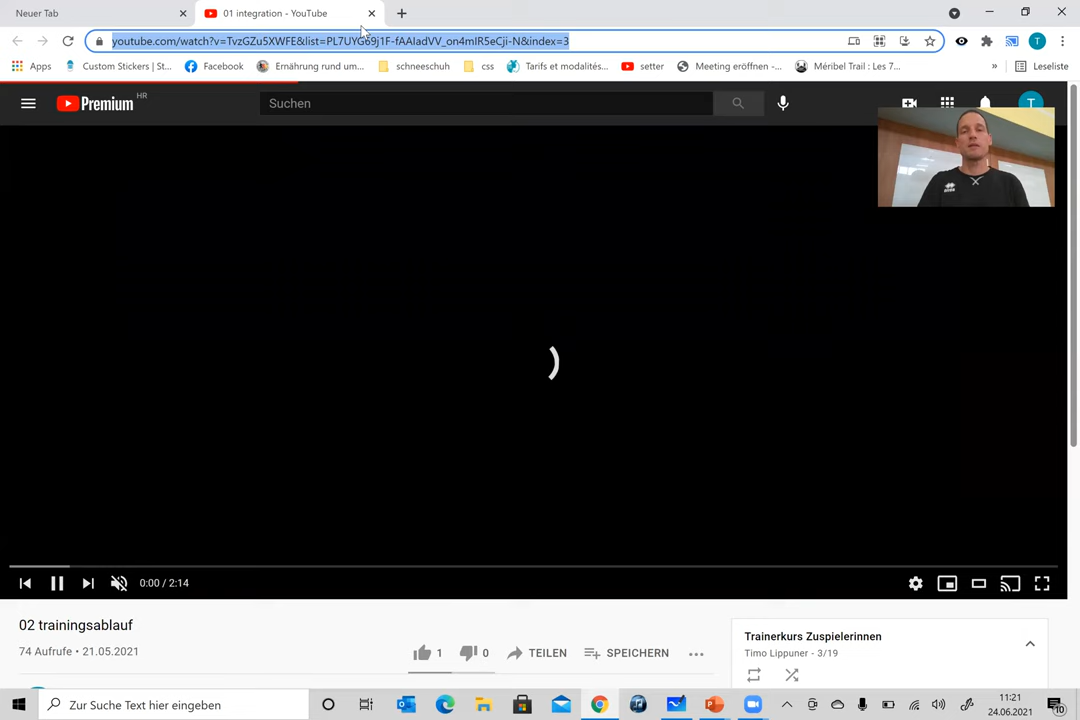 Neuer Tab
01 integration - YouTube
youtube.com/watch?v=TvzGZu5XWFE&list=PL7UYG69j1F-fAAIadVV_on4mIR5eCji-N&index=3
Apps
Custom Stickers | St...
Facebook
Ernährung rund um...
schneeschuh
css
Tarifs et modalités...
setter
Meeting eröffnen -...
Méribel Trail : Les 7...
»
Leseliste
Premium HR
Suchen
T
0:00 / 2:14
02 trainingsablauf
74 Aufrufe • 21.05.2021
1
0
TEILEN
SPEICHERN
Trainerkurs Zuspielerinnen
Timo Lippuner - 3/19
Zur Suche Text hier eingeben
11:21
24.06.2021